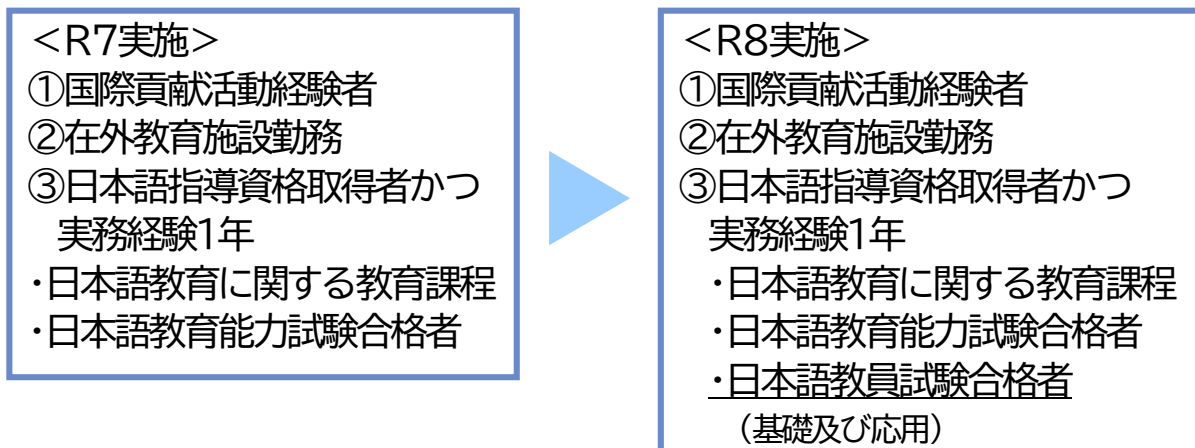 ＜R7実施＞
①国際貢献活動経験者
②在外教育施設勤務
③日本語指導資格取得者かつ
実務経験1年
・日本語教育に関する教育課程
・日本語教育能力試験合格者
＜R8実施＞
①国際貢献活動経験者
②在外教育施設勤務
③日本語指導資格取得者かつ
実務経験1年
・日本語教育に関する教育課程
・日本語教育能力試験合格者
・日本語教員試験合格者
（基礎及び応用）